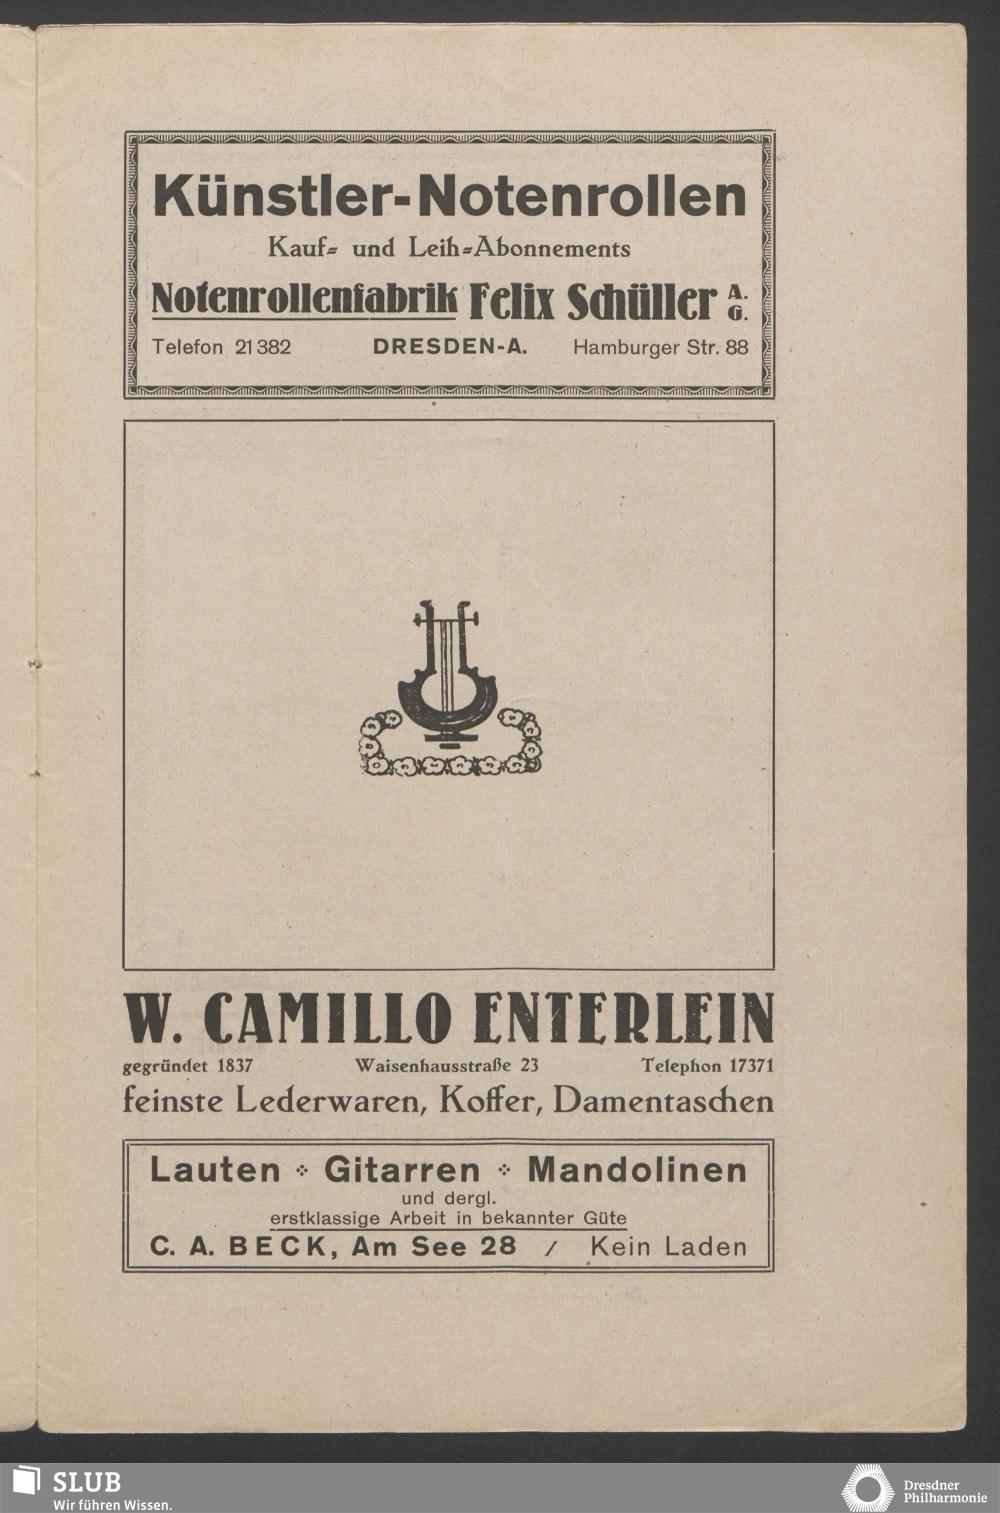 Künstler-Notenrollen
Kauf- und Leih-Abonnements
Notenrollenfabrik Felix Schüller A. G.
Telefon 21382 DRESDEN-A. Hamburger Str. 88
W. CAMILLO ENTERLEIN
gegründet 1837 Waisenhausstraße 23 Telephon 17371
feinste Lederwaren, Koffer, Damentaschen
Lauten Gitarren Mandolinen
und dergl.
erstklassige Arbeit in bekannter Güte
C. A. BECK, Am See 28 / Kein Laden
SLUB
Wir führen Wissen.
Dresdner
Philharmonie